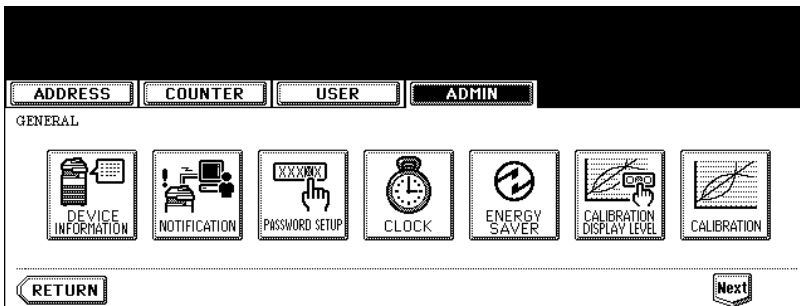 ADDRESS COUNTER USER ADMIN
GENERAL
DEVICE INFORMATION NOTIFICATION XXXXX PASSWORD SETUP CLOCK ENERGY SAVER CALIBRATION DISPLAY LEVEL CALIBRATION
RETURN Next